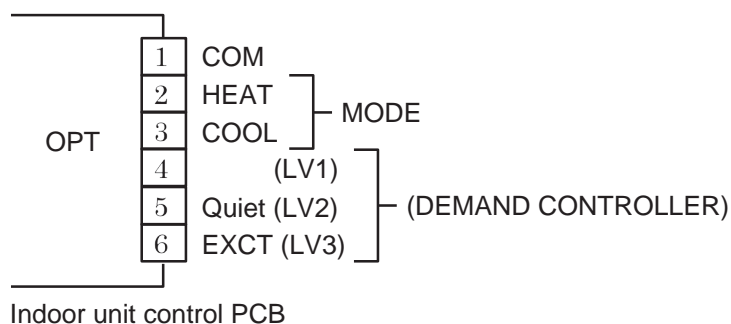 1 COM
2 HEAT
MODE
OPT 3 COOL
4 (LV1)
5 Quiet (LV2) (DEMAND CONTROLLER)
6 EXCT (LV3)
Indoor unit control PCB